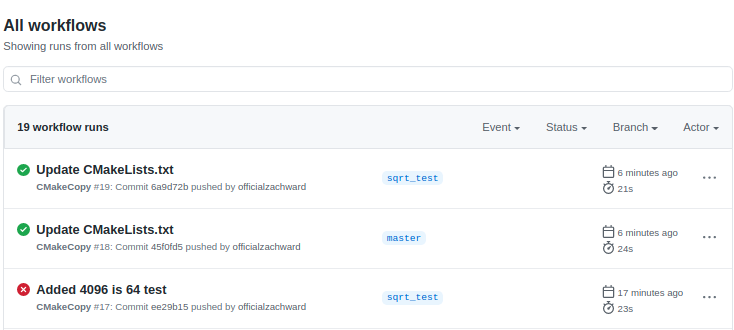 All workflows
Showing runs from all workflows
Filter workflows
19 workflow runs Event Status Branch Actor
Update CMakeLists.txt
sqrt_test
6 minutes ago
CMakeCopy #19: Commit 6a9d72b pushed by officialzachward
21s
Update CMakeLists.txt
master
6 minutes ago
CMakeCopy #18: Commit 45f0fd5 pushed by officialzachward
24s
Added 4096 is 64 test
sqrt_test
17 minutes ago
CMakeCopy #17: Commit ee29b15 pushed by officialzachward
23s